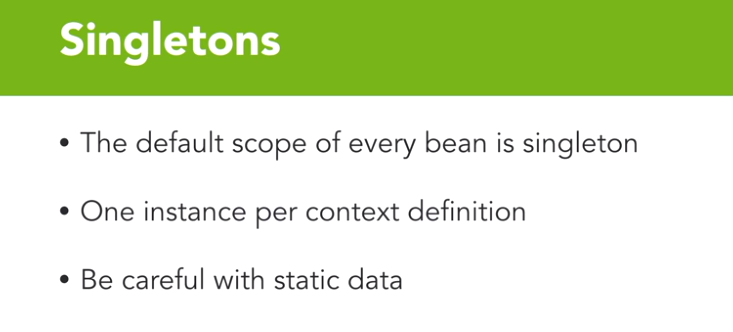 Singletons
• The default scope of every bean is singleton
• One instance per context definition
• Be careful with static data